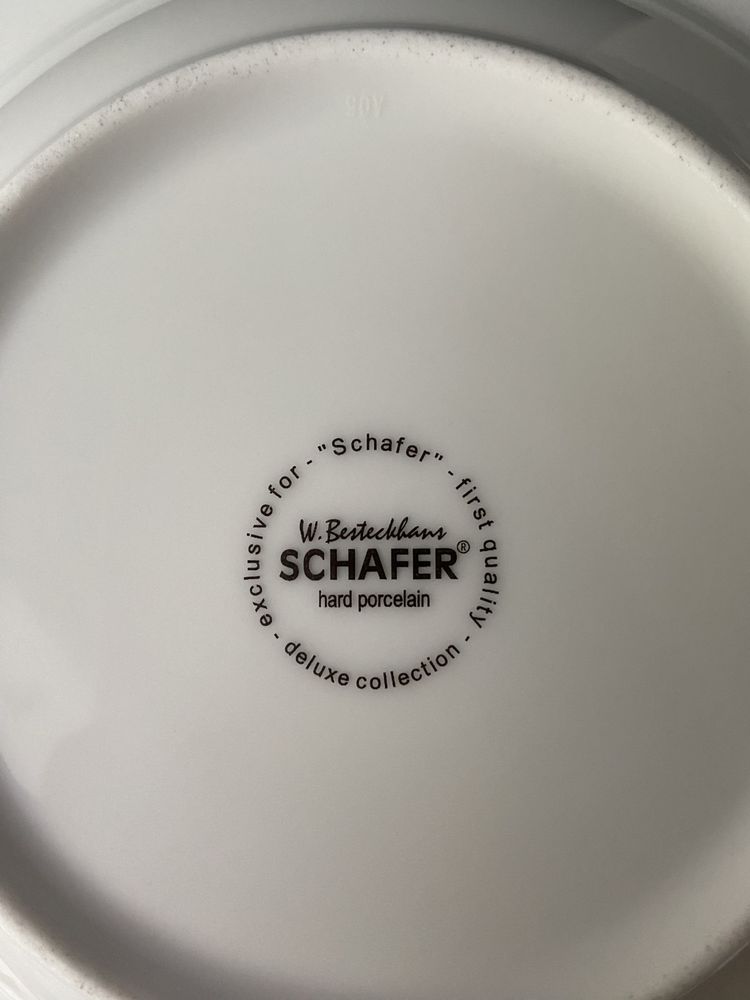 exclusive for - "Schafer" - first quality - deluxe collection -
W. Besteckhaus
SCHAFER®
hard porcelain